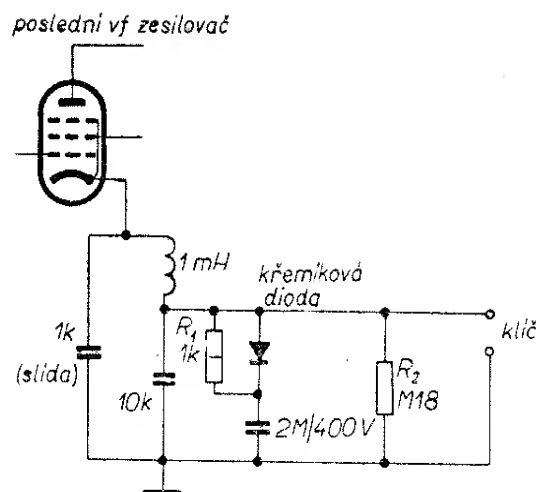 poslední vf zesilovač
1 mH
křemíková
dioda
1k
(slída)
10k
R1
1k
2M/400V
R2
M18
klíč